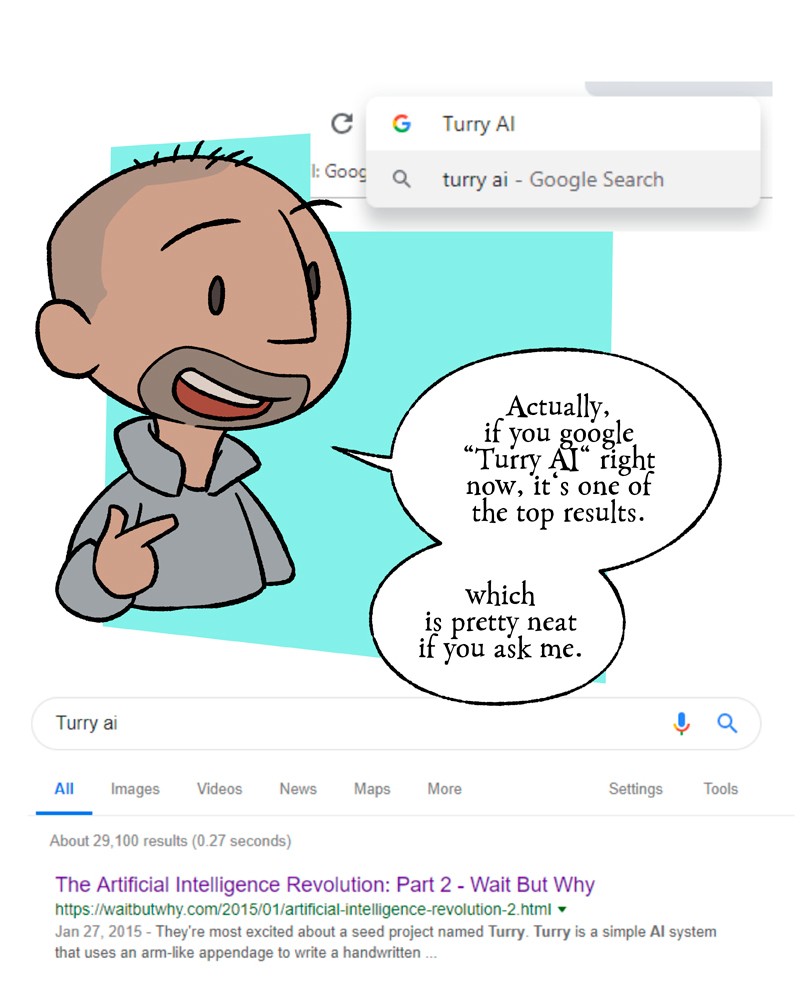 Turry AI
l: Goog
turry ai - Google Search
Actually,
if you google
“Turry AI“ right
now, it's one of
the top results.
which
is pretty neat
if you ask me.
Turry ai
All Images Videos News Maps More Settings Tools
About 29,100 results (0.27 seconds)
The Artificial Intelligence Revolution: Part 2 - Wait But Why
https://waitbutwhy.com/2015/01/artificial-intelligence-revolution-2.html
Jan 27, 2015 - They're most excited about a seed project named Turry. Turry is a simple AI system
that uses an arm-like appendage to write a handwritten ...